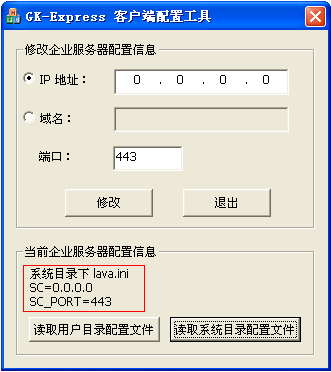 GK-Express 客户端配置工具
修改企业服务器配置信息
IP 地址：
0 . 0 . 0 . 0
域名：
端口：
443
修改
退出
当前企业服务器配置信息
系统目录下 lava.ini
SC=0.0.0.0
SC_PORT=443
读取用户目录配置文件
读取系统目录配置文件